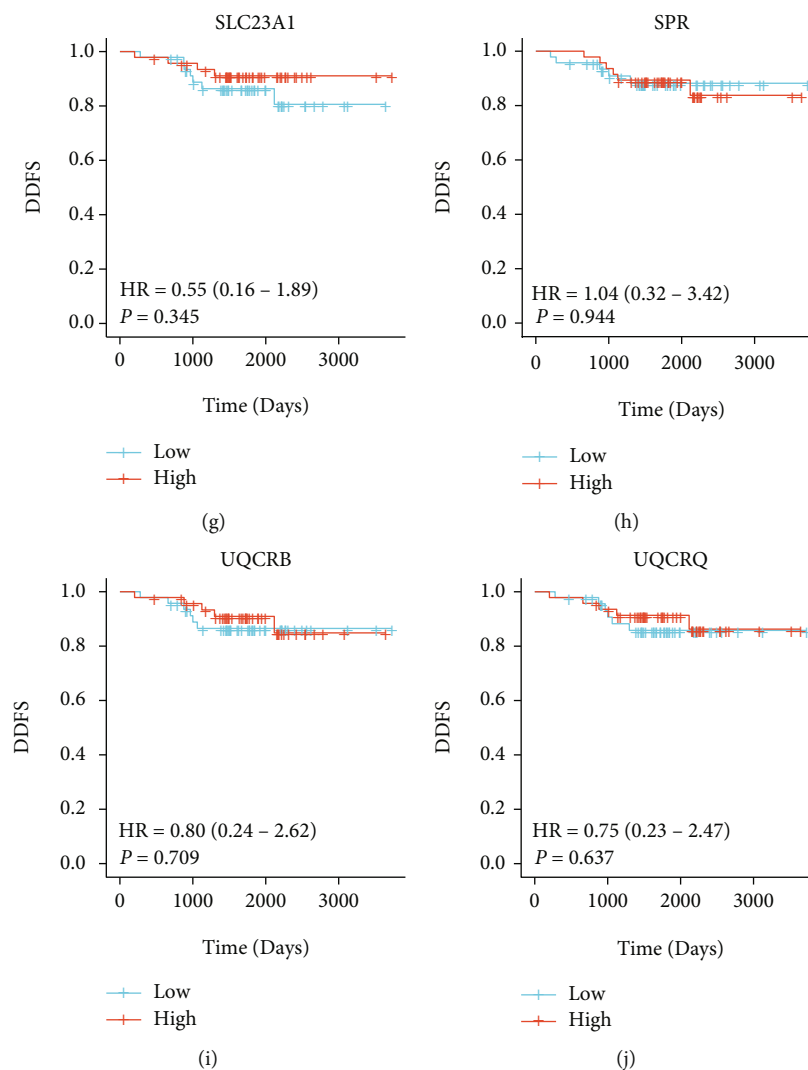 SLC23A1
1.0
0.8
0.6
0.4
0.2
0.0
DDFS
HR = 0.55 (0.16 – 1.89)
P = 0.345
0 1000 2000 3000
Time (Days)
Low
High
(g)
SPR
1.0
0.8
0.6
0.4
0.2
0.0
DDFS
HR = 1.04 (0.32 – 3.42)
P = 0.944
0 1000 2000 3000
Time (Days)
Low
High
(h)
UQCRB
1.0
0.8
0.6
0.4
0.2
0.0
DDFS
HR = 0.80 (0.24 – 2.62)
P = 0.709
0 1000 2000 3000
Time (Days)
Low
High
(i)
UQCRQ
1.0
0.8
0.6
0.4
0.2
0.0
DDFS
HR = 0.75 (0.23 – 2.47)
P = 0.637
0 1000 2000 3000
Time (Days)
Low
High
(j)